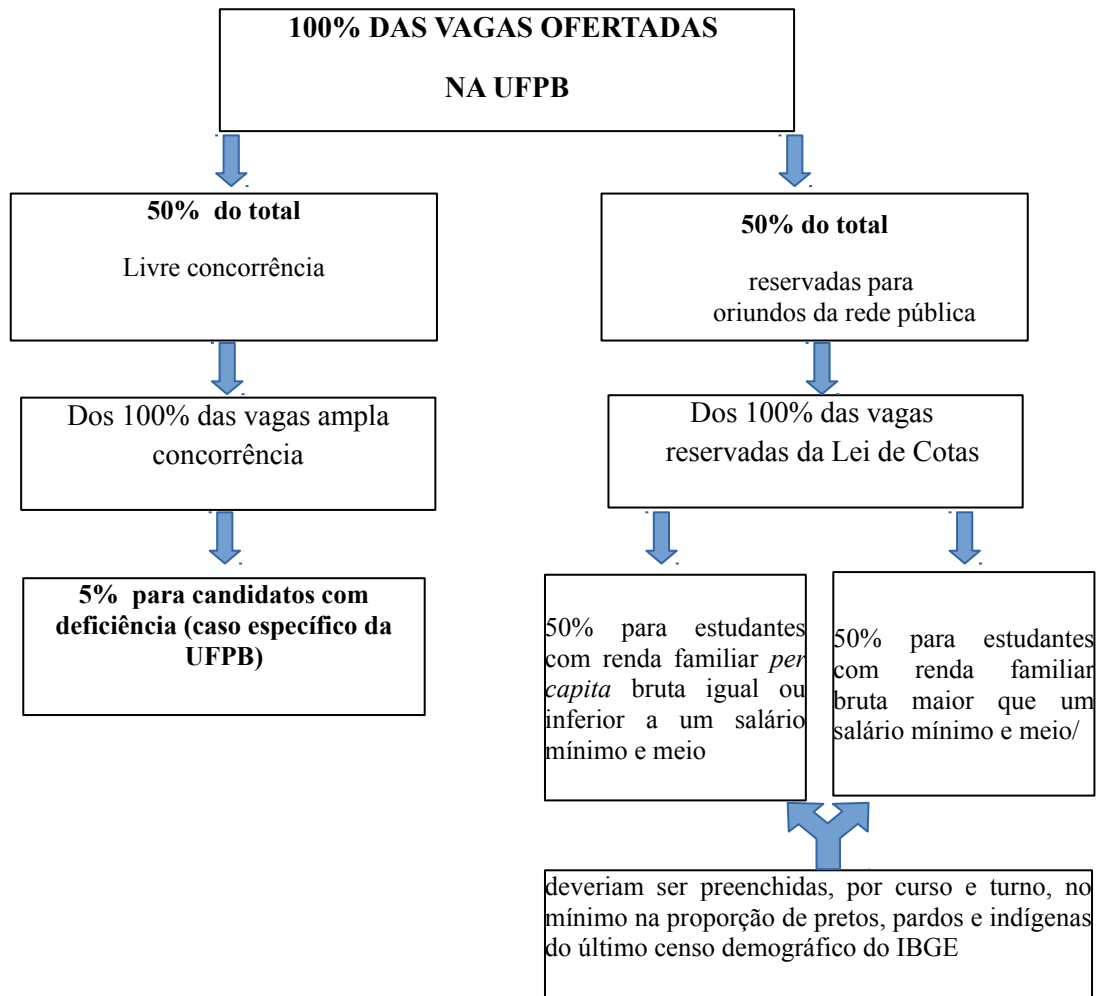 100% DAS VAGAS OFERTADAS
NA UFPB
50% do total
Livre concorrência
50% do total
reservadas para
oriundos da rede pública
Dos 100% das vagas ampla
concorrência
Dos 100% das vagas
reservadas da Lei de Cotas
5% para candidatos com
deficiência (caso específico da
UFPB)
50% para estudantes
com renda familiar per
capita bruta igual ou
inferior a um salário
mínimo e meio
50% para estudantes
com renda familiar
bruta maior que um
salário mínimo e meio/
deveriam ser preenchidas, por curso e turno, no
mínimo na proporção de pretos, pardos e indígenas
do último censo demográfico do IBGE